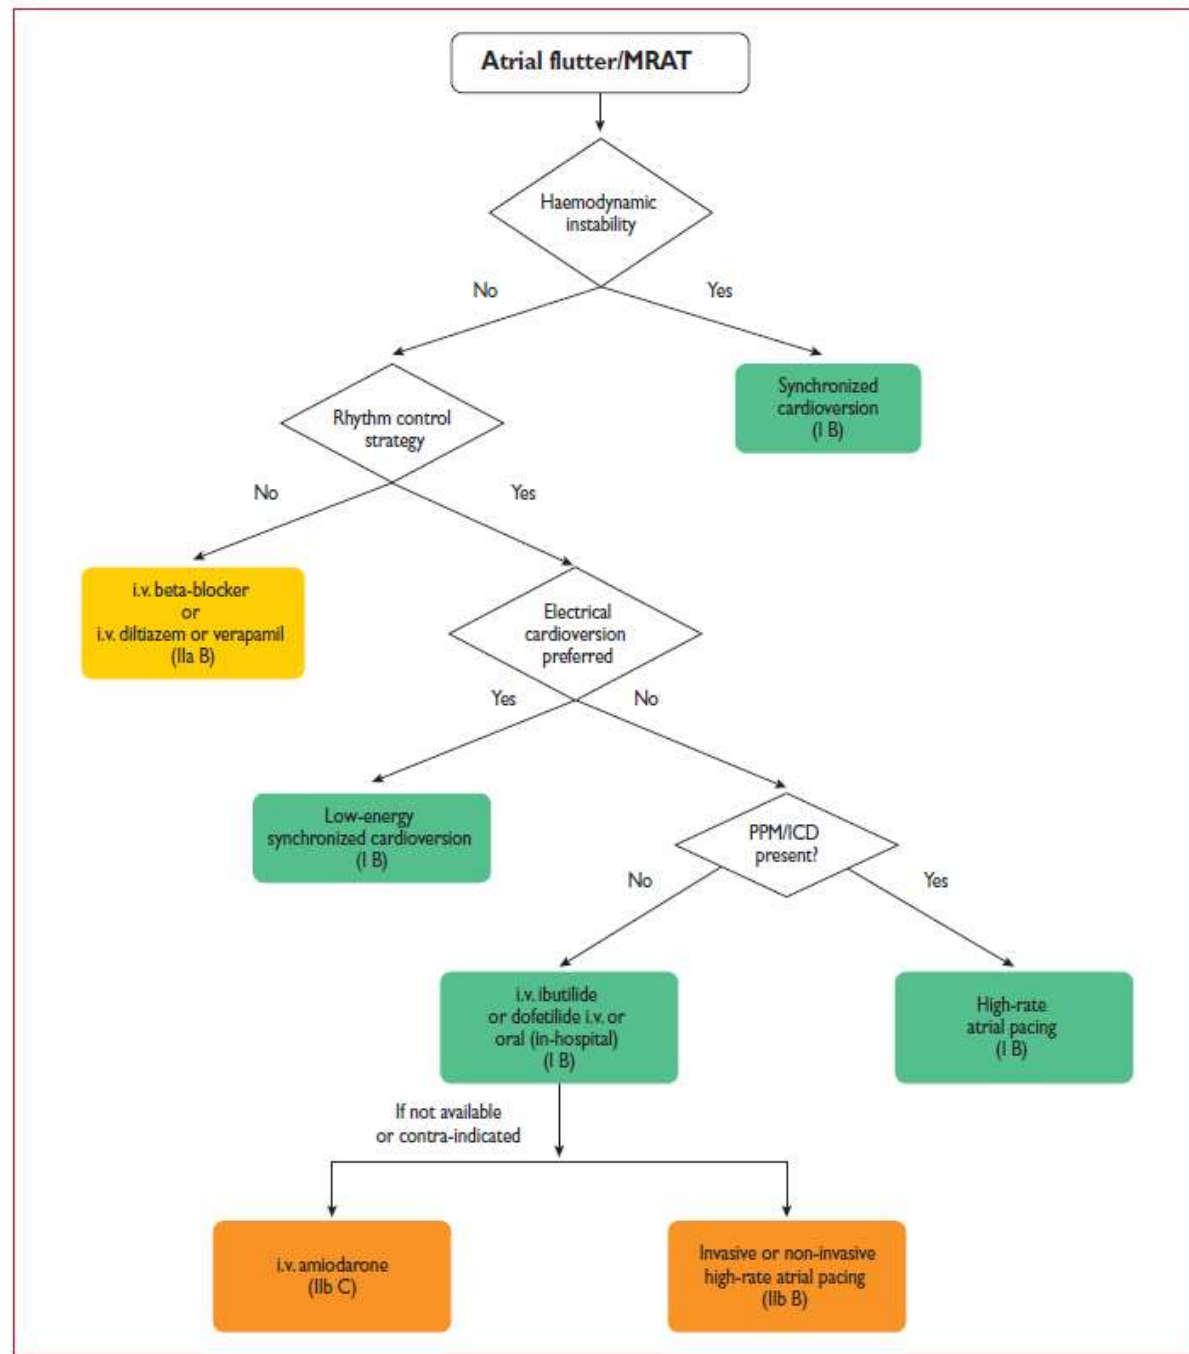 Atrial flutter/MRAT
Haemodynamic
instability
No
Yes
Synchronized
cardioversion
(I B)
Rhythm control
strategy
No
Yes
i.v. beta-blocker
or
i.v. diltiazem or verapamil
(IIa B)
Electrical
cardioversion
preferred
Yes
No
Low-energy
synchronized cardioversion
(I B)
PPM/ICD
present?
No
Yes
i.v. ibutilide
or dofetilide i.v. or
oral (in-hospital)
(I B)
High-rate
atrial pacing
(I B)
If not available
or contra-indicated
i.v. amiodarone
(IIb C)
Invasive or non-invasive
high-rate atrial pacing
(IIb B)